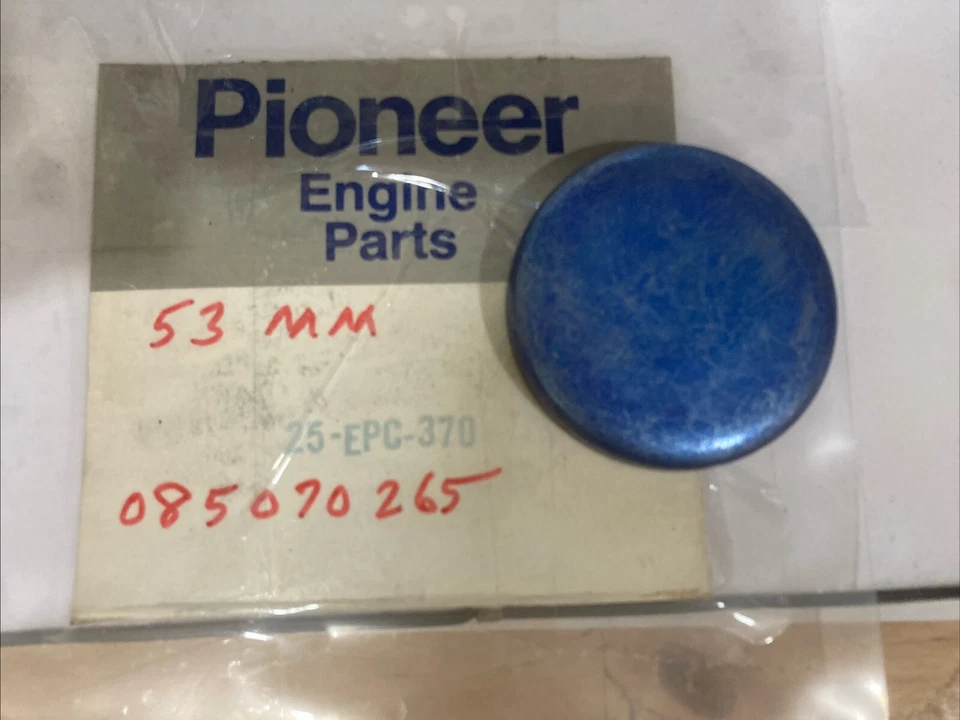 Pioneer
Engine
Parts
53 MM
25-EPC-370
085070265